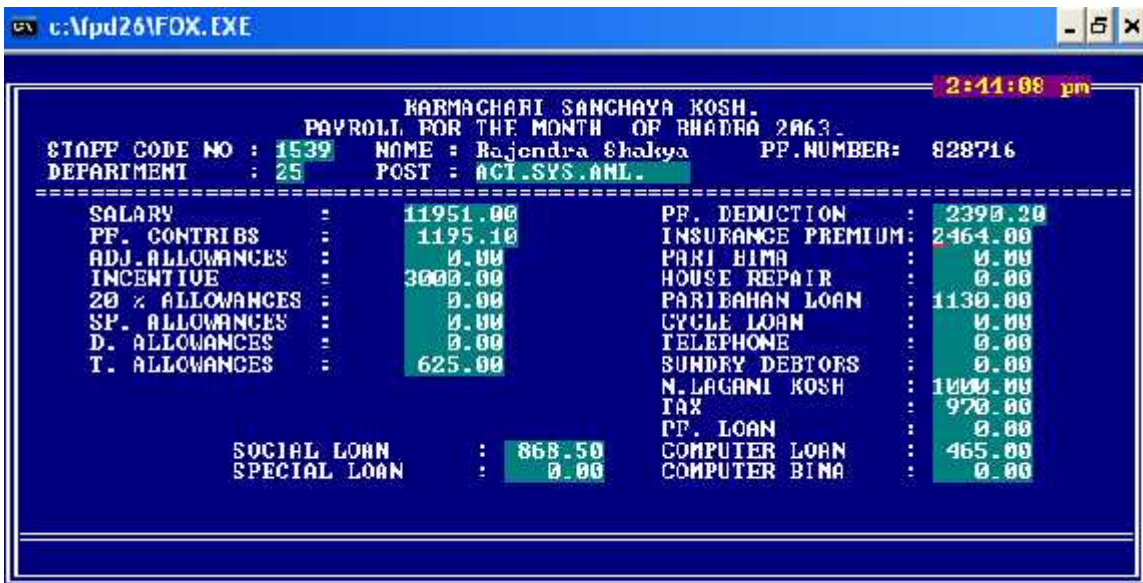 c:\fpd26\FOX.EXE
2:41:08 pm
KARMACHARI SANCHAYA KOSH.
PAYROLL FOR THE MONTH OF BHADRA 2063.
STAFF CODE NO : 1539 NAME : Rajendra Shakya PF.NUMBER: 828716
DEPARTMENT : 25 POST : ACT.SYS.ANL.
SALARY : 11951.00 PF. DEDUCTION : 2390.20
PF. CONTRIBS : 1195.10 INSURANCE PREMIUM: 2464.00
ADJ.ALLOWANCES : 0.00 PARI BIMA : 0.00
INCENTIVE : 3000.00 HOUSE REPAIR : 0.00
20 % ALLOWANCES : 0.00 PARIBAHAN LOAN : 1130.00
SP. ALLOWANCES : 0.00 CYCLE LOAN : 0.00
D. ALLOWANCES : 0.00 TELEPHONE : 0.00
T. ALLOWANCES : 625.00 SUNDRY DEBTORS : 0.00
N.LAGANI KOSH : 1000.00
TAX : 970.00
PF. LOAN : 0.00
SOCIAL LOAN : 868.50 COMPUTER LOAN : 465.00
SPECIAL LOAN : 0.00 COMPUTER BIMA : 0.00